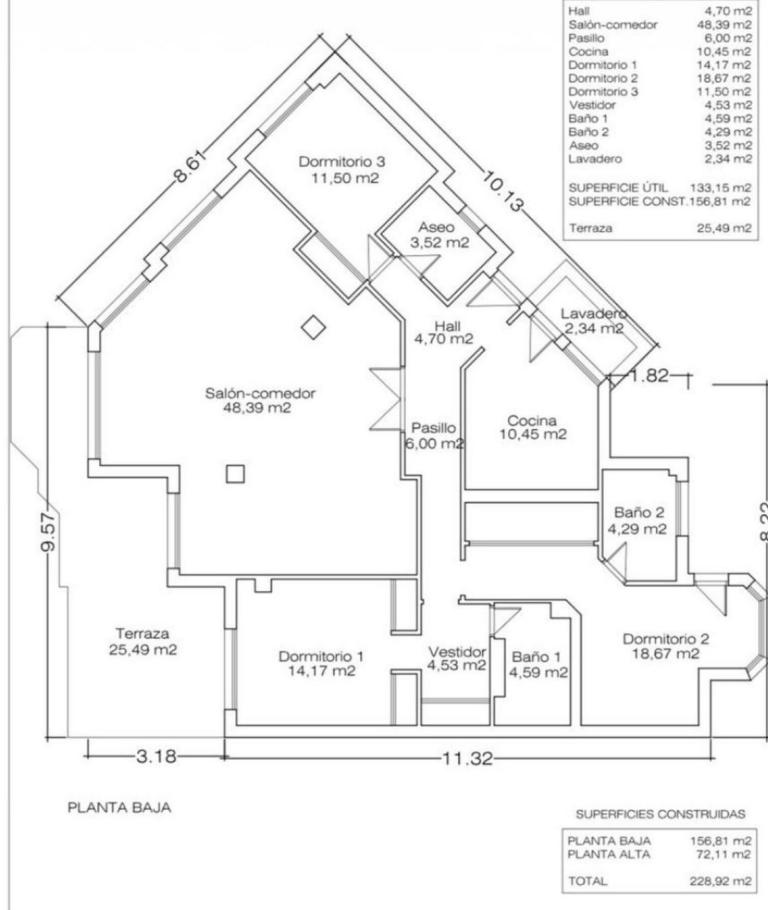 Hall 4,70 m2
Salón-comedor 48,39 m2
Pasillo 6,00 m2
Cocina 10,45 m2
Dormitorio 1 14,17 m2
Dormitorio 2 18,67 m2
Dormitorio 3 11,50 m2
Vestidor 4,53 m2
Baño 1 4,59 m2
Baño 2 4,29 m2
Aseo 3,52 m2
Lavadero 2,34 m2
SUPERFICIE ÚTIL 133,15 m2
SUPERFICIE CONST. 156,81 m2
Terraza 25,49 m2
8.61
10.13
Dormitorio 3
11,50 m2
Aseo
3,52 m2
Lavadero
2,34 m2
Hall
4,70 m2
1.82
Salón-comedor
48,39 m2
Pasillo
6,00 m2
Cocina
10,45 m2
9.57
8.22
Baño 2
4,29 m2
Terraza
25,49 m2
Dormitorio 1
14,17 m2
Vestidor
4,53 m2
Baño 1
4,59 m2
Dormitorio 2
18,67 m2
3.18
11.32
PLANTA BAJA
SUPERFICIES CONSTRUIDAS
PLANTA BAJA 156,81 m2
PLANTA ALTA 72,11 m2
TOTAL 228,92 m2